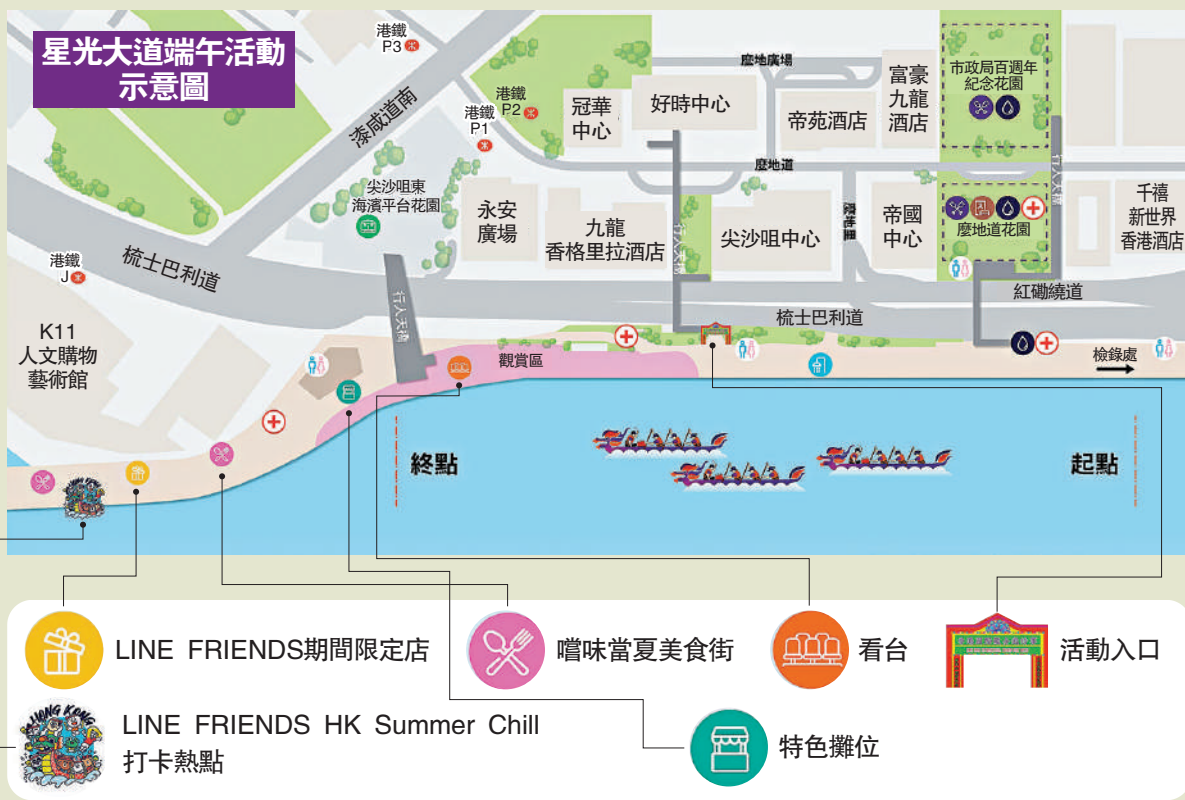 星光大道端午活動
示意圖
港鐵
P3
港鐵
P2
港鐵
P1
漆咸道南
冠華
中心
好時中心
麼地廣場
帝苑酒店
富豪
九龍
酒店
市政局百週年
紀念花園
行人天橋
麼地道
尖沙咀東
海濱平台花園
永安
廣場
九龍
香格里拉酒店
行人天橋
尖沙咀中心
麼地里
帝國
中心
麼地道花園
千禧
新世界
香港酒店
港鐵
J
梳士巴利道
行人天橋
紅磡繞道
梳士巴利道
K11
人文購物
藝術館
觀賞區
檢錄處
終點
起點
HONG KONG
LINE FRIENDS期間限定店
嚐味當夏美食街
看台
活動入口
HONG KONG
LINE FRIENDS HK Summer Chill
打卡熱點
特色攤位